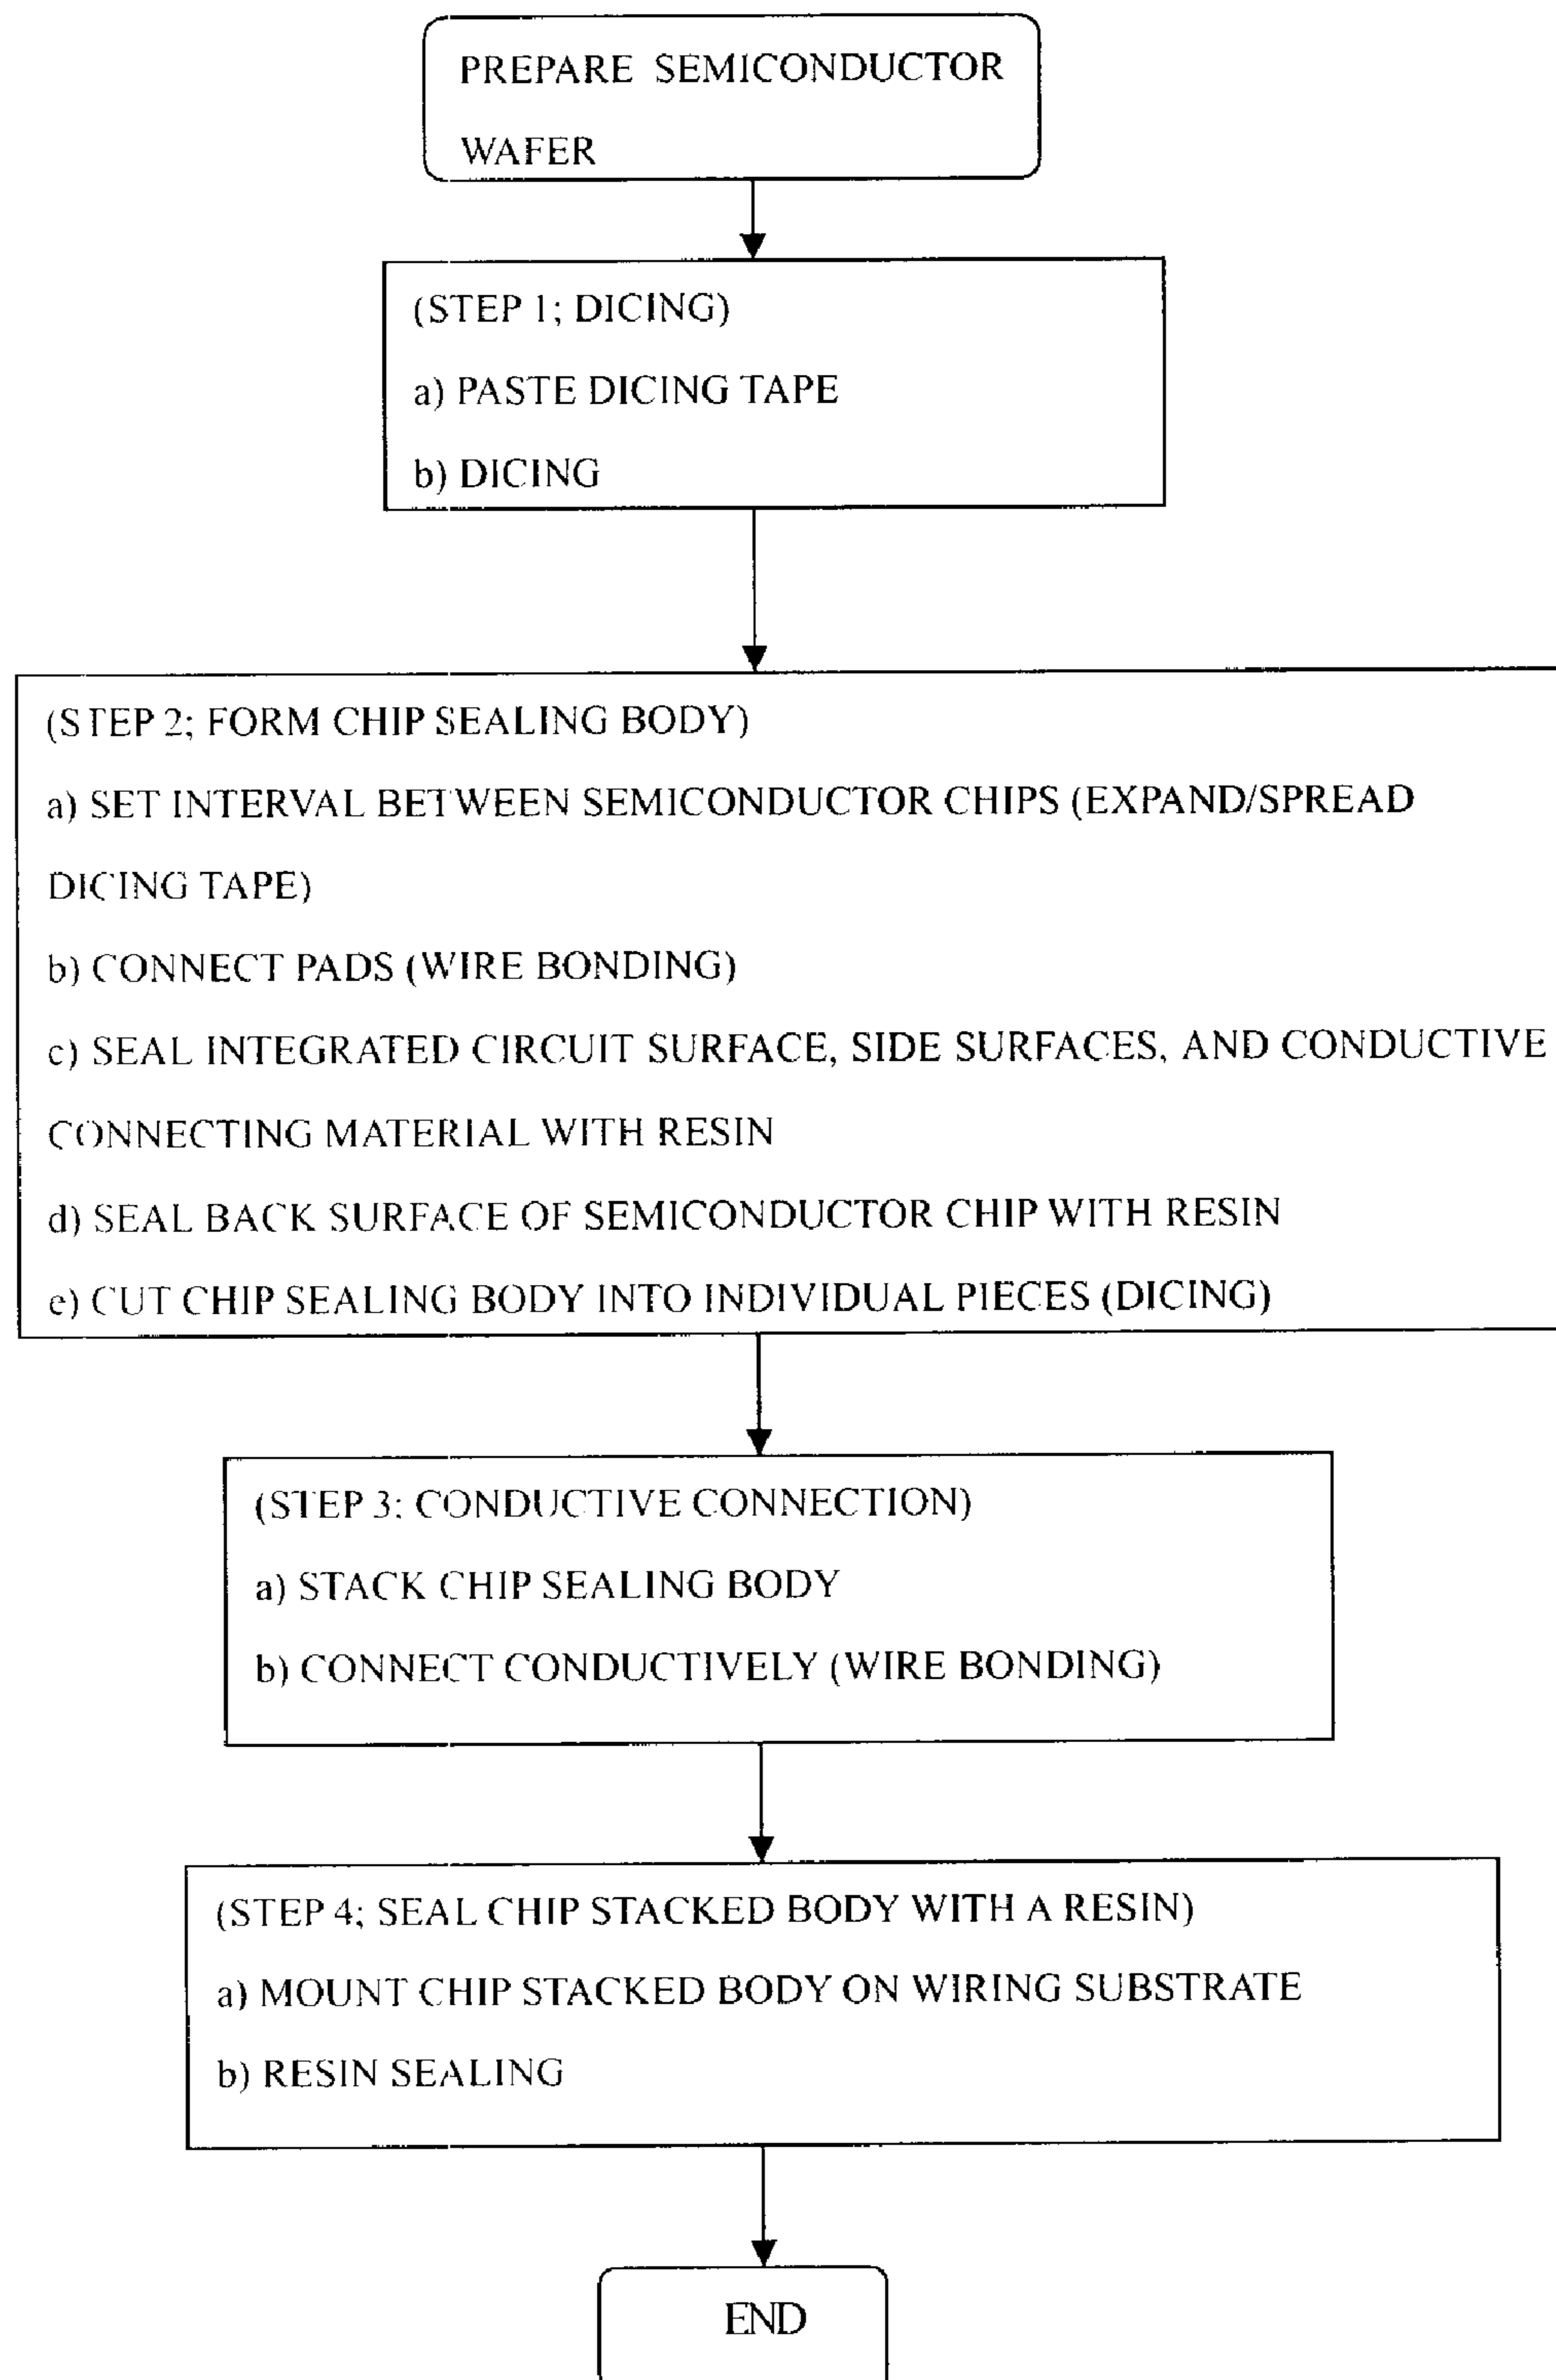 PREPARE SEMICONDUCTOR
WAFER
(STEP 1; DICING)
a) PASTE DICING TAPE
b) DICING
(STEP 2; FORM CHIP SEALING BODY)
a) SET INTERVAL BETWEEN SEMICONDUCTOR CHIPS (EXPAND/SPREAD
DICING TAPE)
b) CONNECT PADS (WIRE BONDING)
c) SEAL INTEGRATED CIRCUIT SURFACE, SIDE SURFACES, AND CONDUCTIVE
CONNECTING MATERIAL WITH RESIN
d) SEAL BACK SURFACE OF SEMICONDUCTOR CHIP WITH RESIN
e) CUT CHIP SEALING BODY INTO INDIVIDUAL PIECES (DICING)
(STEP 3; CONDUCTIVE CONNECTION)
a) STACK CHIP SEALING BODY
b) CONNECT CONDUCTIVELY (WIRE BONDING)
(STEP 4; SEAL CHIP STACKED BODY WITH A RESIN)
a) MOUNT CHIP STACKED BODY ON WIRING SUBSTRATE
b) RESIN SEALING
END